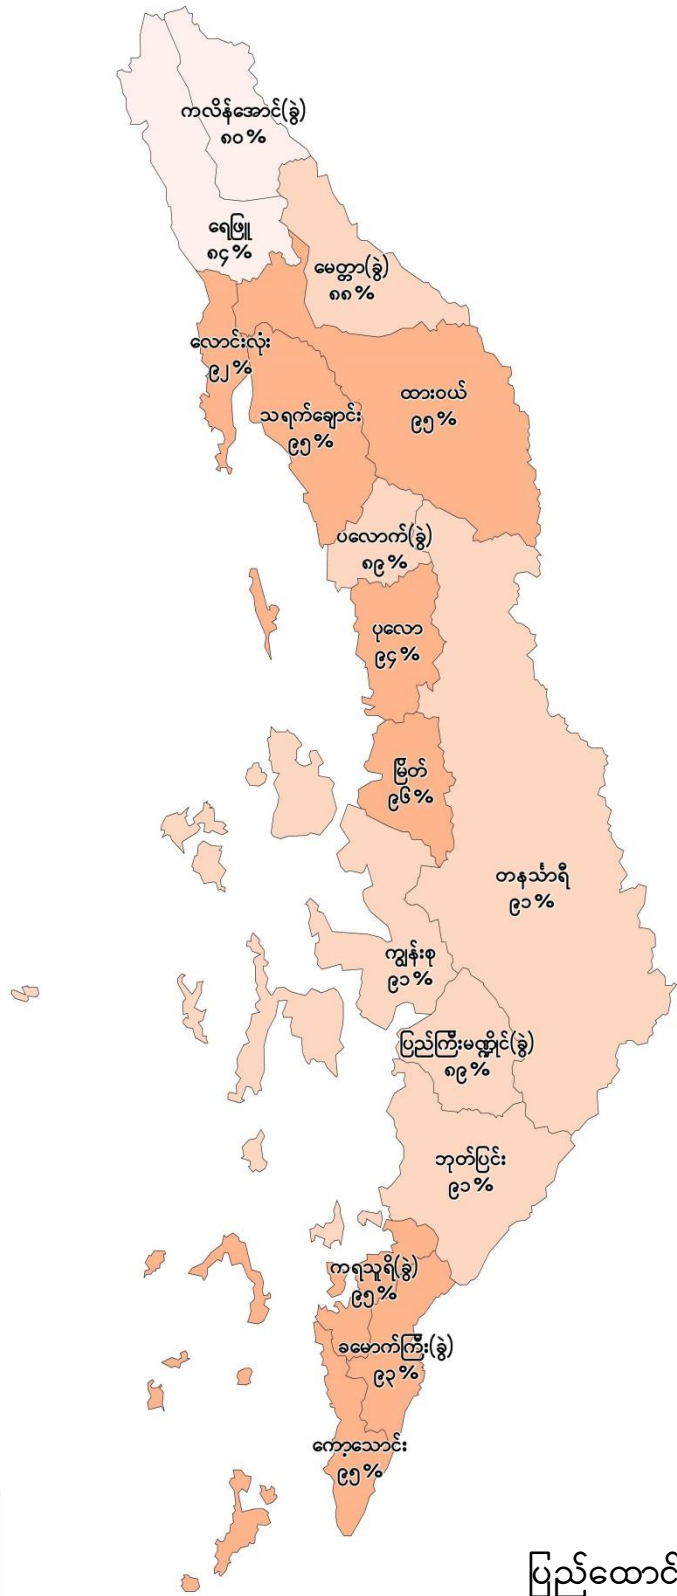 ကလိန်အောင်(ခွဲ)
၈၀%
ရေဖြူ
၈၄%
မေတ္တာ(ခွဲ)
၈၈%
လောင်းလုံး
၉၂%
ထားဝယ်
၉၅%
သရက်ချောင်း
၉၅%
ပလောက်(ခွဲ)
၈၉%
ပုလော
၉၄%
မြိတ်
၉၆%
တနင်္သာရီ
၉၁%
ကျွန်းစု
၉၁%
ပြည်ကြီးမဏ္ဍိုင်(ခွဲ)
၈၉%
ဘုတ်ပြင်း
၉၁%
ကရသူရိ(ခွဲ)
၉၅%
ခမောက်ကြီး(ခွဲ)
၉၃%
ကော့သောင်း
၉၅%
ပြည်ထောင်